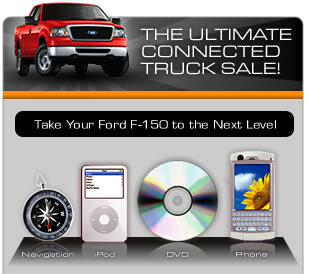 THE ULTIMATE
CONNECTED
TRUCK SALE!
Take Your Ford F-150 to the Next Level
Navigation iPod DVD Phone